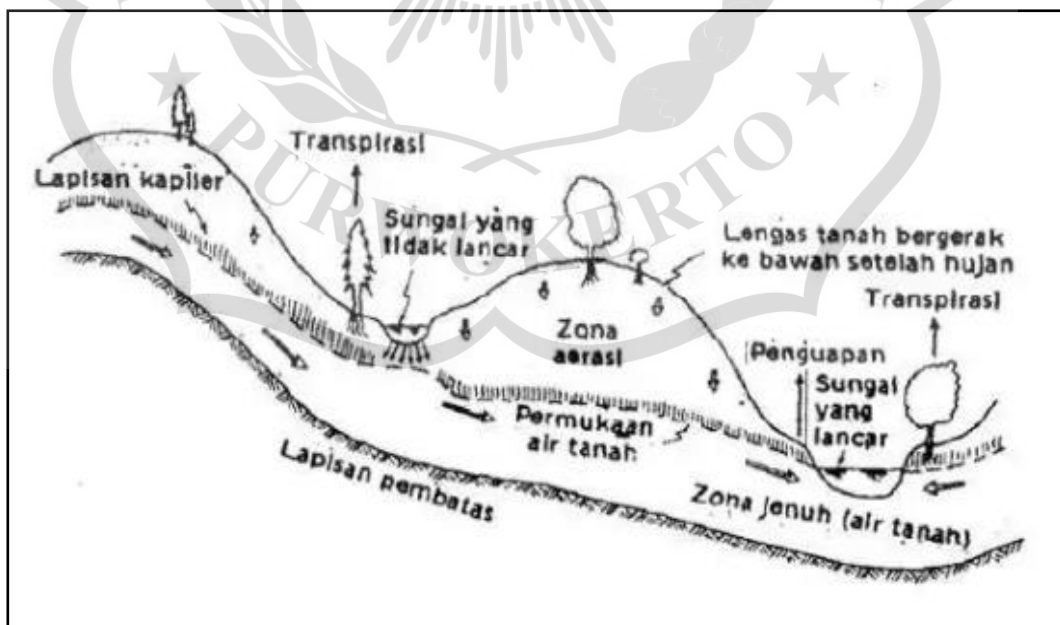 PURWOKERTO
Transpirasi
Lapisan kapiler
Sungai yang
tidak lancar
Lengas tanah bergerak
ke bawah setelah hujan
Transpirasi
Zona
aerasi
Penguapan
Sungai
yang
lancar
Permukaan
air tanah
Lapisan pembatas
Zona jenuh (air tanah)